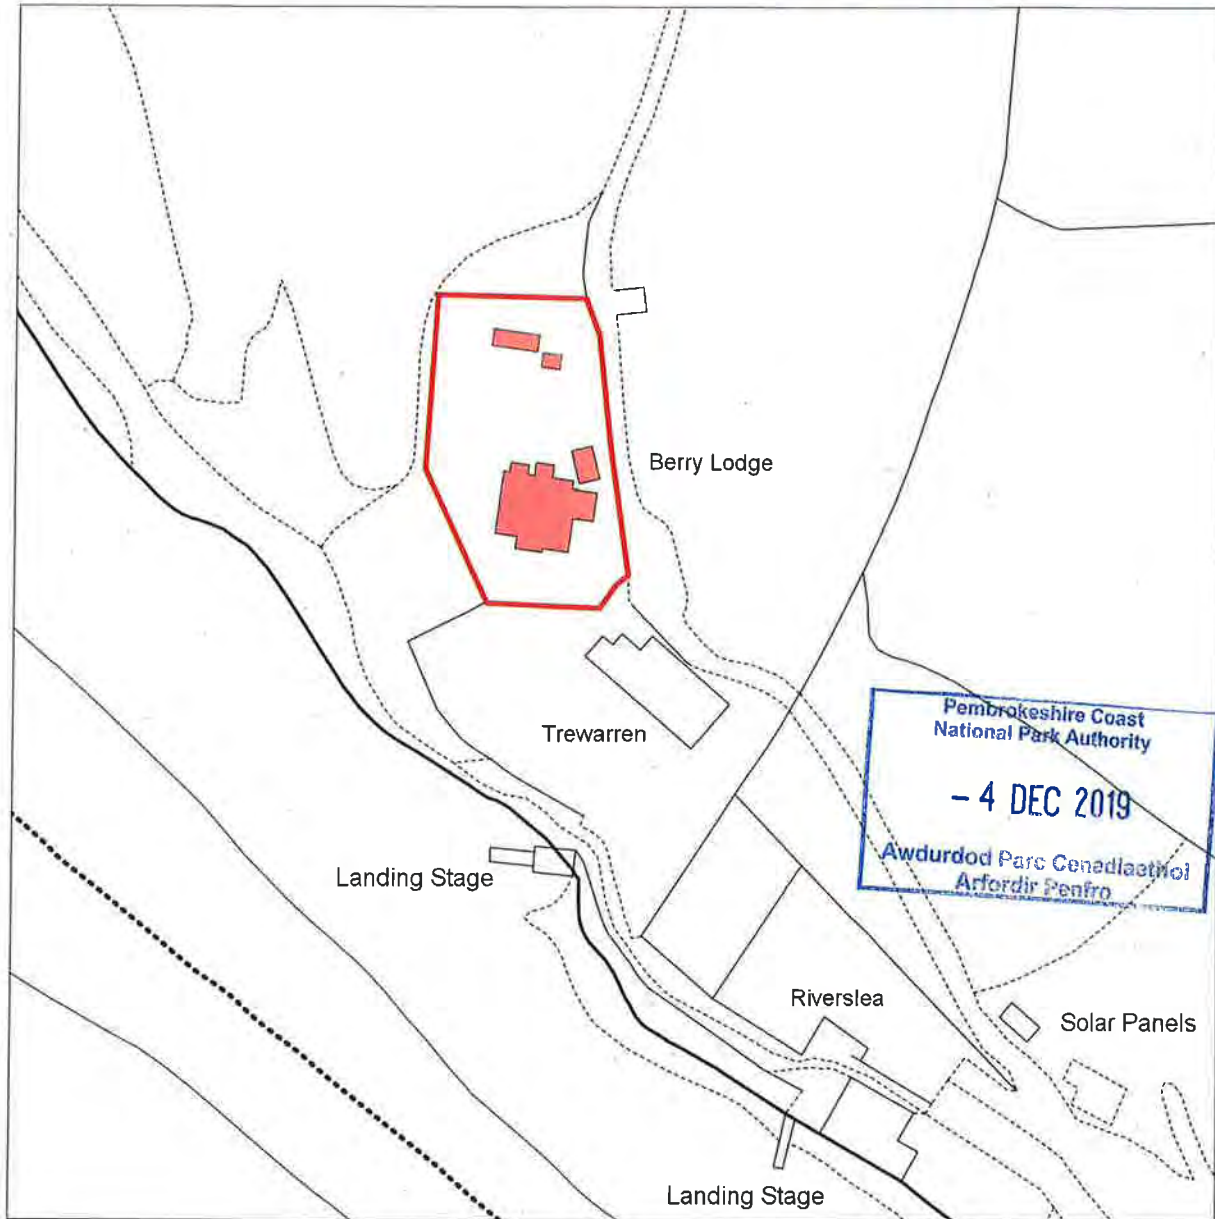 Berry Lodge
Trewarren
Pembrokeshire Coast
National Park Authority
- 4 DEC 2019
Awdurdod Parc Cenedlaethol
Arfordir Penfro
Landing Stage
Riverslea
Solar Panels
Landing Stage